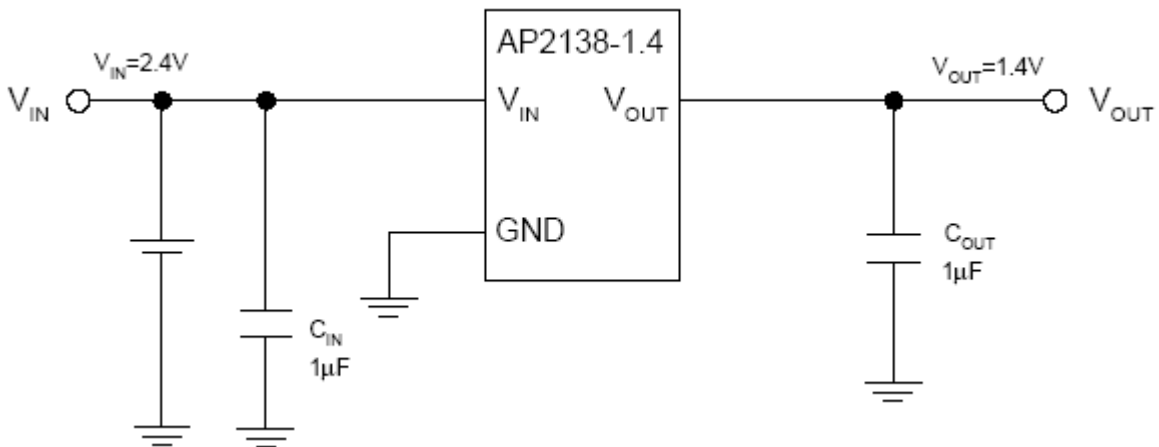 AP2138-1.4
VIN=2.4V
VOUT=1.4V
VIN
VIN
VOUT
VOUT
GND
COUT
1µF
CIN
1µF